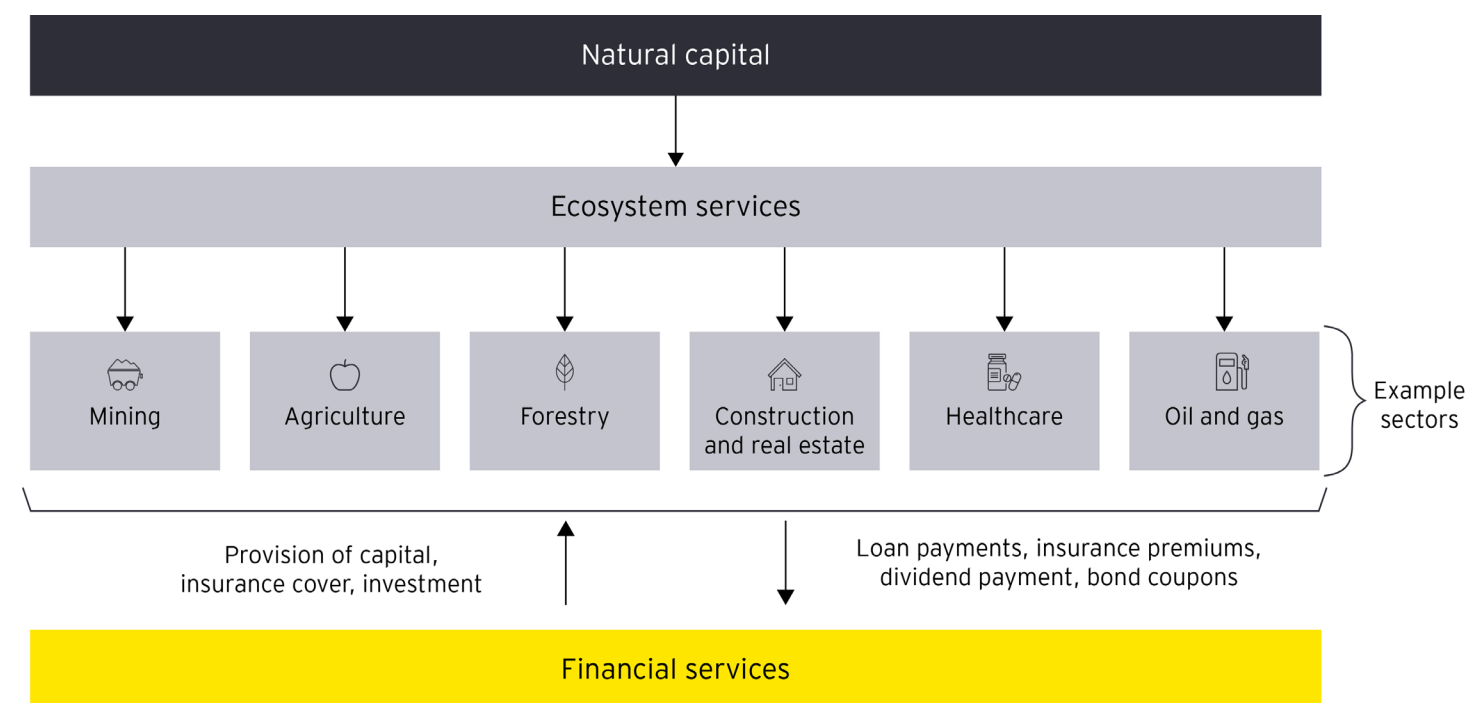 Natural capital
Ecosystem services
Mining
Agriculture
Forestry
Construction
and real estate
Healthcare
Oil and gas
Example
sectors
Provision of capital,
insurance cover, investment
Loan payments, insurance premiums,
dividend payment, bond coupons
Financial services